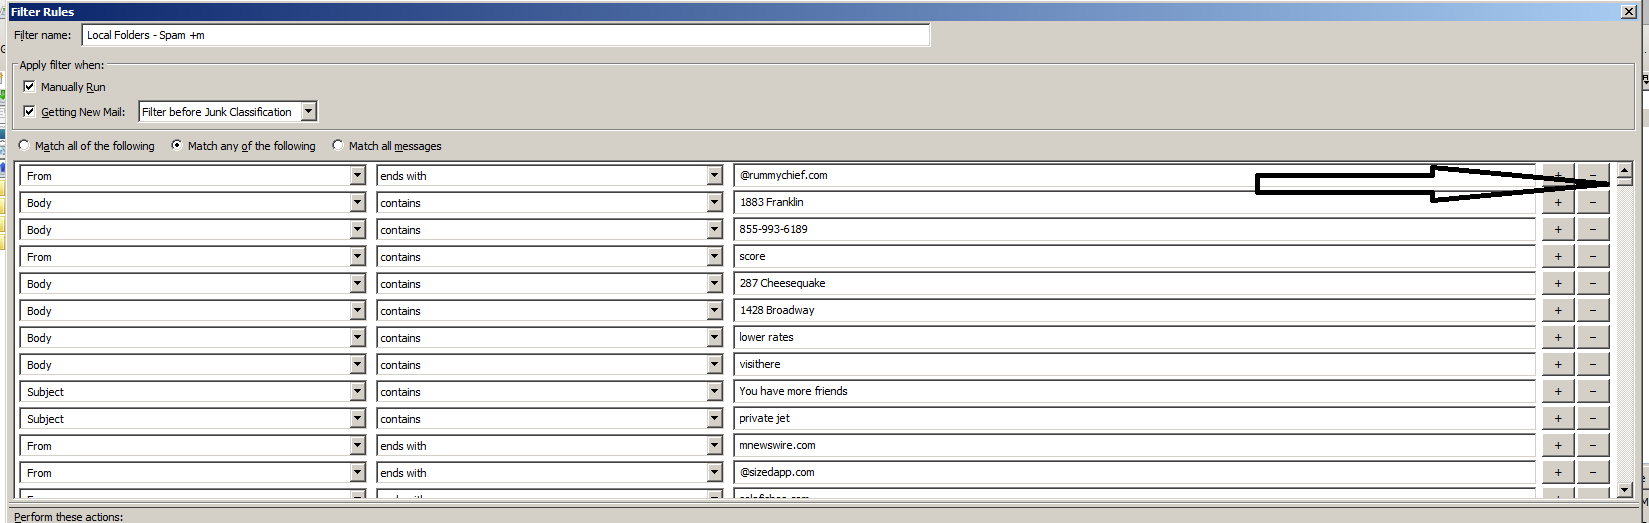 Filter Rules
Filter name: Local Folders - Spam +m
Apply filter when:
Manually Run
Getting New Mail: Filter before Junk Classification
Match all of the following Match any of the following Match all messages
From ends with @rummychief.com + −
Body contains 1883 Franklin + −
Body contains 855-993-6189 + −
From contains score + −
Body contains 287 Cheesequake + −
Body contains 1428 Broadway + −
Body contains lower rates + −
Body contains visithere + −
Subject contains You have more friends + −
Subject contains private jet + −
From ends with mnewswire.com + −
From ends with @sizedapp.com + −
Perform these actions: